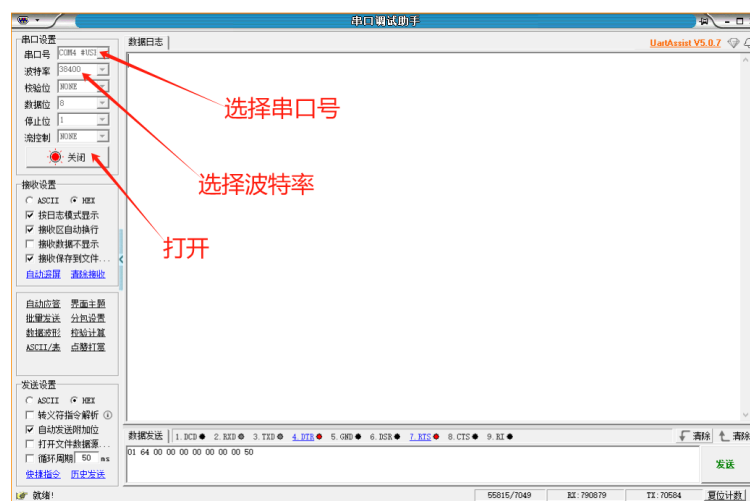 串口调试助手
串口设置
串口号 COM4 #USI
波特率 38400
校验位 NONE
数据位 8
停止位 1
流控制 NONE
关闭
数据日志
UartAssist V5.0.7
选择串口号
选择波特率
打开
接收设置
ASCII HEX
按日志模式显示
接收区自动换行
接收数据不显示
接收保存到文件...
自动滚屏 清除接收
自动应答 界面主题
批量发送 分包设置
数据波形 校验计算
ASCII/表 点赞打赏
发送设置
ASCII HEX
转义符指令解析
自动发送附加位
打开文件数据源...
循环周期 50 ms
快捷指令 历史发送
数据发送 1. DCD 2. RXD 3. TXD 4. DTR 5. GND 6. DSR 7. RTS 8. CTS 9. RI
清除 清除
01 64 00 00 00 00 00 00 00 50
发送
就绪!
55815/7049 RX: 790879 TX: 70584 复位计数